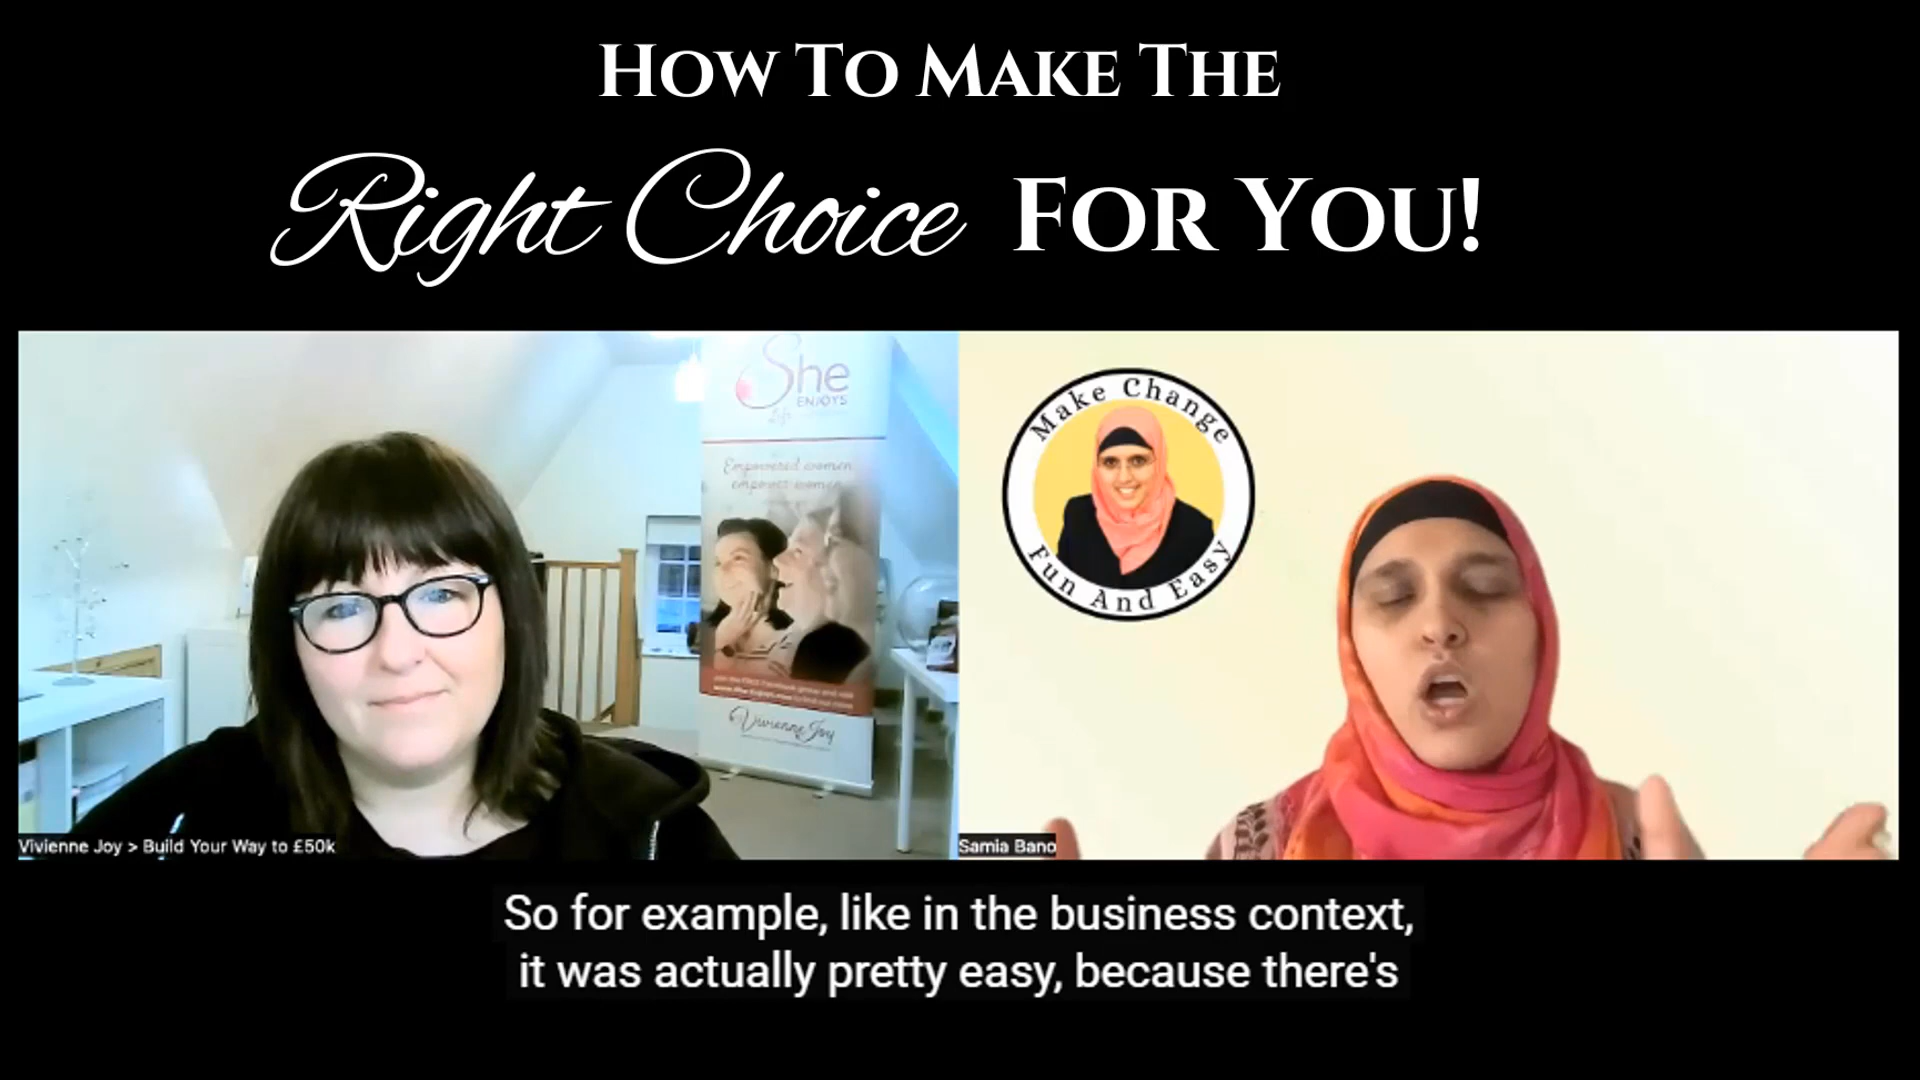 How To Make The
Right Choice For You!
She
ENJOYS
life
Empowered women
empower women
Vivienne Joy
Make Change
Fun And Easy
Vivienne Joy > Build Your Way to £50k
Samia Bano
So for example, like in the business context,
it was actually pretty easy, because there's